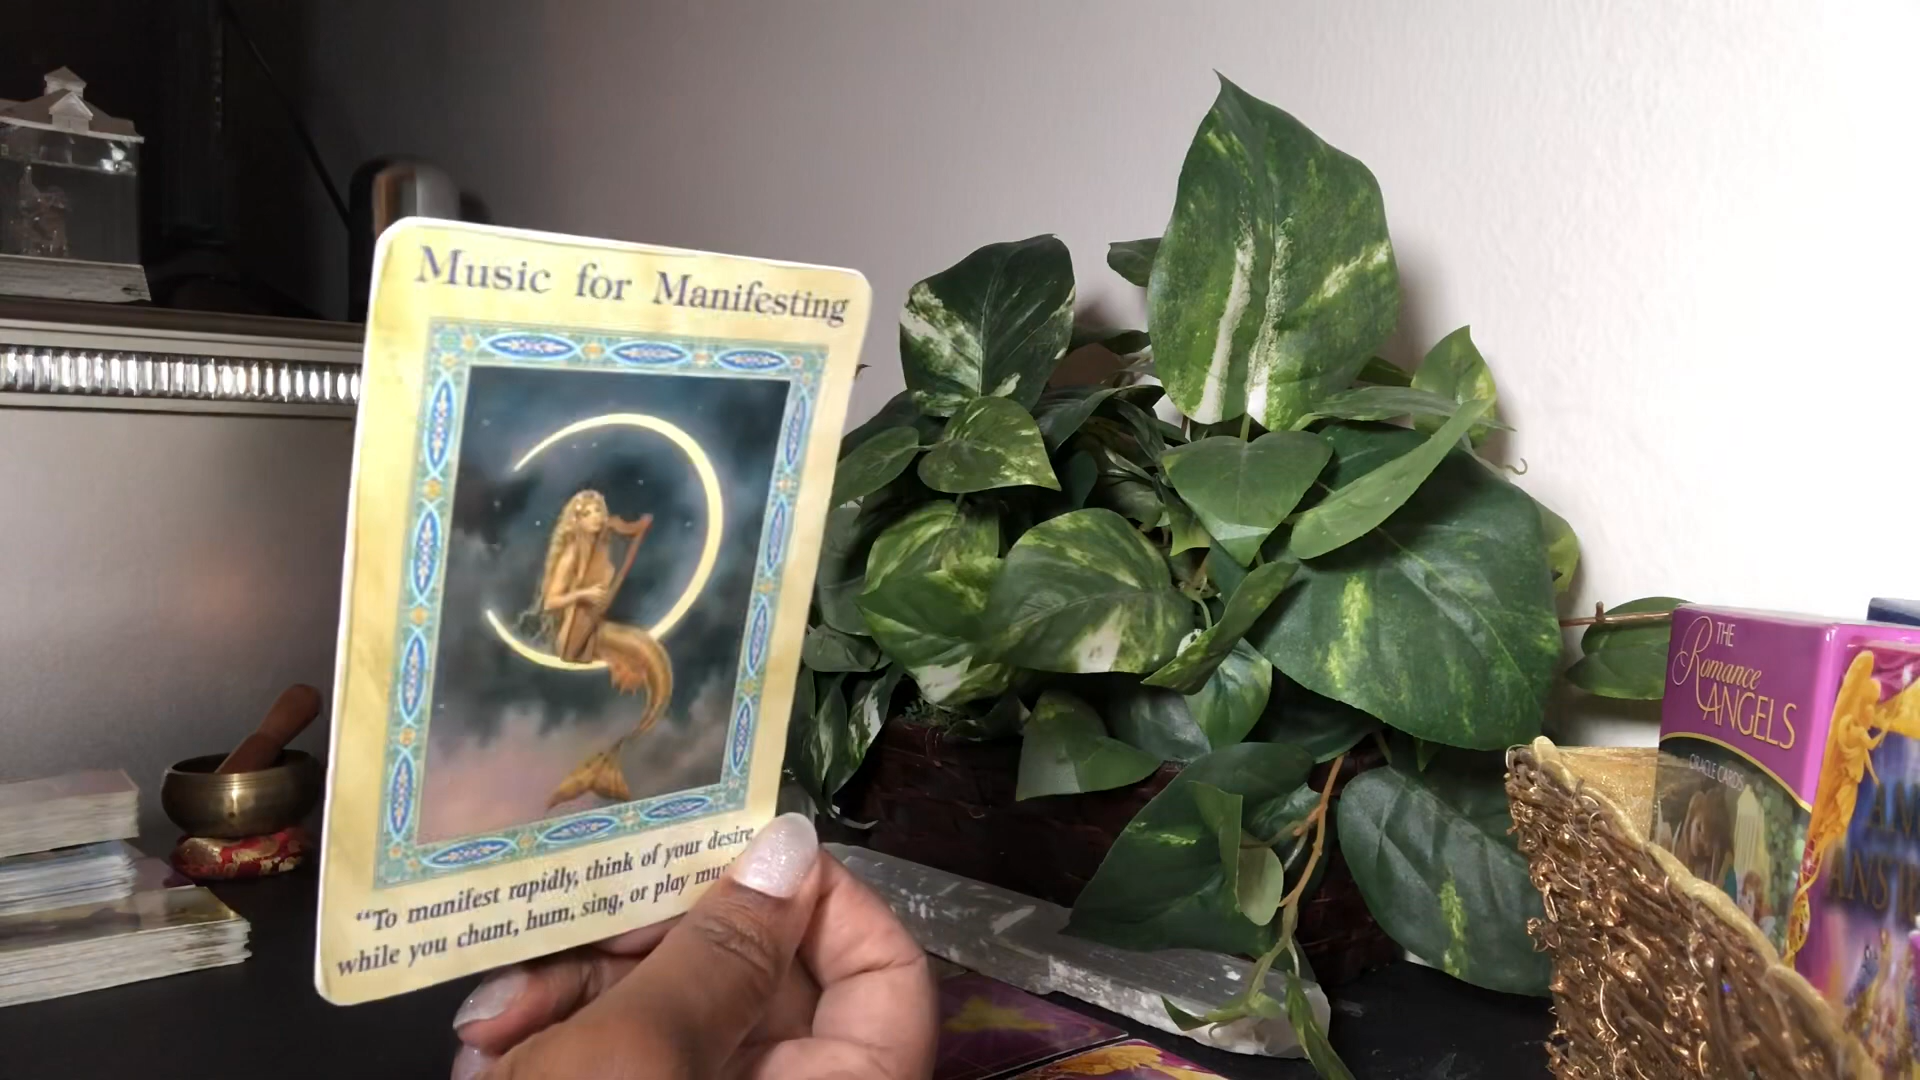 Music for Manifesting
“To manifest rapidly, think of your desire
while you chant, hum, sing, or play
THE
Romance
ANGELS
ORACLE CARDS